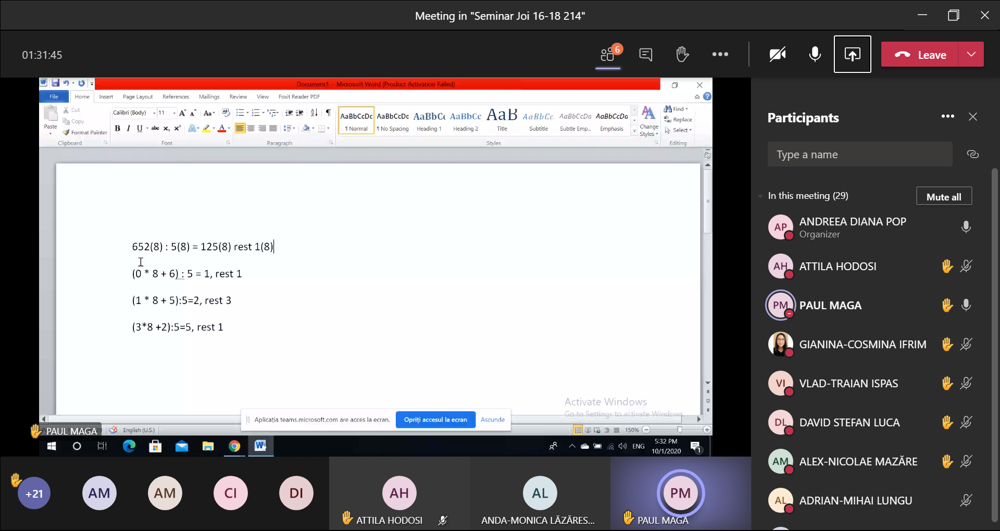 Meeting in "Seminar Joi 16-18 214"
01:31:45
6
Leave
Document1 - Microsoft Word (Product Activation Failed)
File Home Insert Page Layout References Mailings Review View Foxit Reader PDF
Cut
Copy
Format Painter
Paste
Clipboard
Calibri (Body) 11
Font
Paragraph
AaBbCcDc AaBbCcDc AaBbCc AaBbCc AaB AaBbCc. AaBbCcDa AaBbCcDa
¶ Normal ¶ No Spacing Heading 1 Heading 2 Title Subtitle Subtle Emp... Emphasis
Styles
Change Styles
Find
Replace
Select
Editing
652(8) : 5(8) = 125(8) rest 1(8)
(0 * 8 + 6) : 5 = 1, rest 1
(1 * 8 + 5):5=2, rest 3
(3*8 +2):5=5, rest 1
Activate Windows
Go to Settings to activate Windows.
Aplicația teams.microsoft.com are acces la ecran. Opriți accesul la ecran Ascunde
PAUL MAGA
English (U.S.)
150%
ENG
5:32 PM
10/1/2020
1
+21
AM
AM
CI
DI
AH
ATTILA HODOSI
AL
ANDA-MONICA LĂZĂRES...
PM
PAUL MAGA
Participants
Type a name
In this meeting (29)
Mute all
AP ANDREEA DIANA POP
Organizer
AH ATTILA HODOSI
PM PAUL MAGA
GIANINA-COSMINA IFRIM
VI VLAD-TRAIAN ISPAS
DL DAVID STEFAN LUCA
AM ALEX-NICOLAE MAZĂRE
AL ADRIAN-MIHAI LUNGU